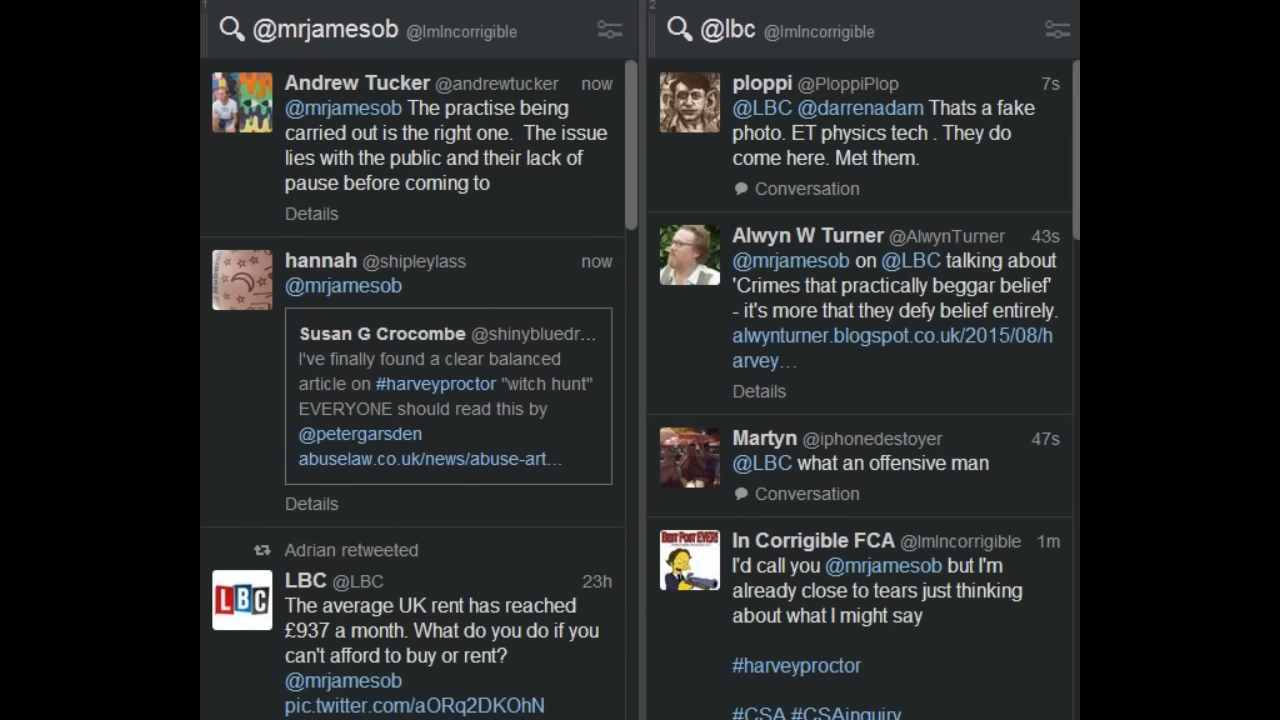 1
@mrjamesob @ImIncorrigible
Andrew Tucker @andrewtucker now
@mrjamesob The practise being
carried out is the right one. The issue
lies with the public and their lack of
pause before coming to
Details
hannah @shipleylass now
@mrjamesob
Susan G Crocombe @shinybluedr...
I've finally found a clear balanced
article on #harveyproctor "witch hunt"
EVERYONE should read this by
@petergarsden
abuselaw.co.uk/news/abuse-art...
Details
Adrian retweeted
LBC
LBC @LBC 23h
The average UK rent has reached
£937 a month. What do you do if you
can't afford to buy or rent?
@mrjamesob
pic.twitter.com/aORq2DKOhN
2
@lbc @ImIncorrigible
ploppi @PloppiPlop 7s
@LBC @darrenadam Thats a fake
photo. ET physics tech . They do
come here. Met them.
Conversation
Alwyn W Turner @AlwynTurner 43s
@mrjamesob on @LBC talking about
'Crimes that practically beggar belief'
- it's more that they defy belief entirely.
alwynturner.blogspot.co.uk/2015/08/h
arvey…
Details
Martyn @iphonedestoyer 47s
@LBC what an offensive man
Conversation
BEST POST EVER!
In Corrigible FCA @ImIncorrigible 1m
I'd call you @mrjamesob but I'm
already close to tears just thinking
about what I might say
#harveyproctor
#CSA #CSAinquiry